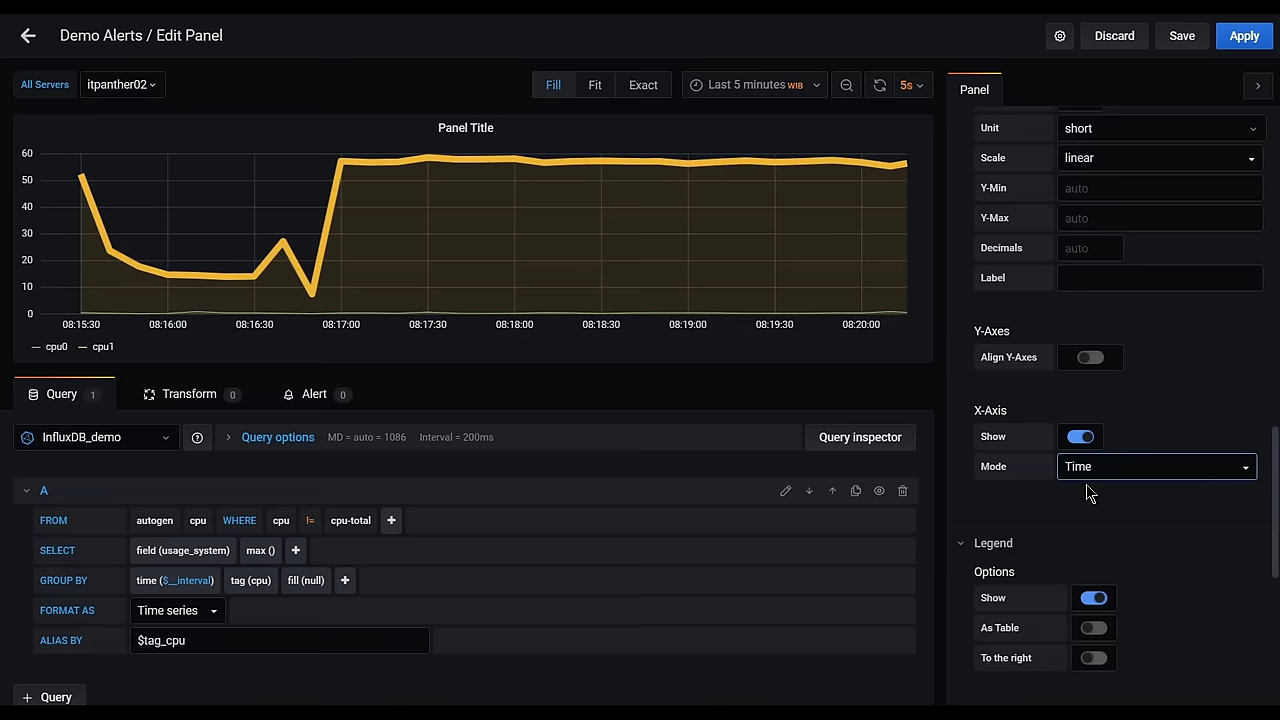 Demo Alerts / Edit Panel
Discard
Save
Apply
All Servers
itpanther02
Fill
Fit
Exact
Last 5 minutes WIB
5s
Panel Title
60
50
40
30
20
10
0
08:15:30
08:16:00
08:16:30
08:17:00
08:17:30
08:18:00
08:18:30
08:19:00
08:19:30
08:20:00
cpu0
cpu1
Query 1
Transform 0
Alert 0
InfluxDB_demo
Query options
MD = auto = 1086
Interval = 200ms
Query inspector
A
FROM autogen cpu WHERE cpu != cpu-total +
SELECT field (usage_system) max () +
GROUP BY time ($__interval) tag (cpu) fill (null) +
FORMAT AS Time series
ALIAS BY $tag_cpu
+ Query
Panel
Unit short
Scale linear
Y-Min auto
Y-Max auto
Decimals auto
Label
Y-Axes
Align Y-Axes
X-Axis
Show
Mode Time
Legend
Options
Show
As Table
To the right